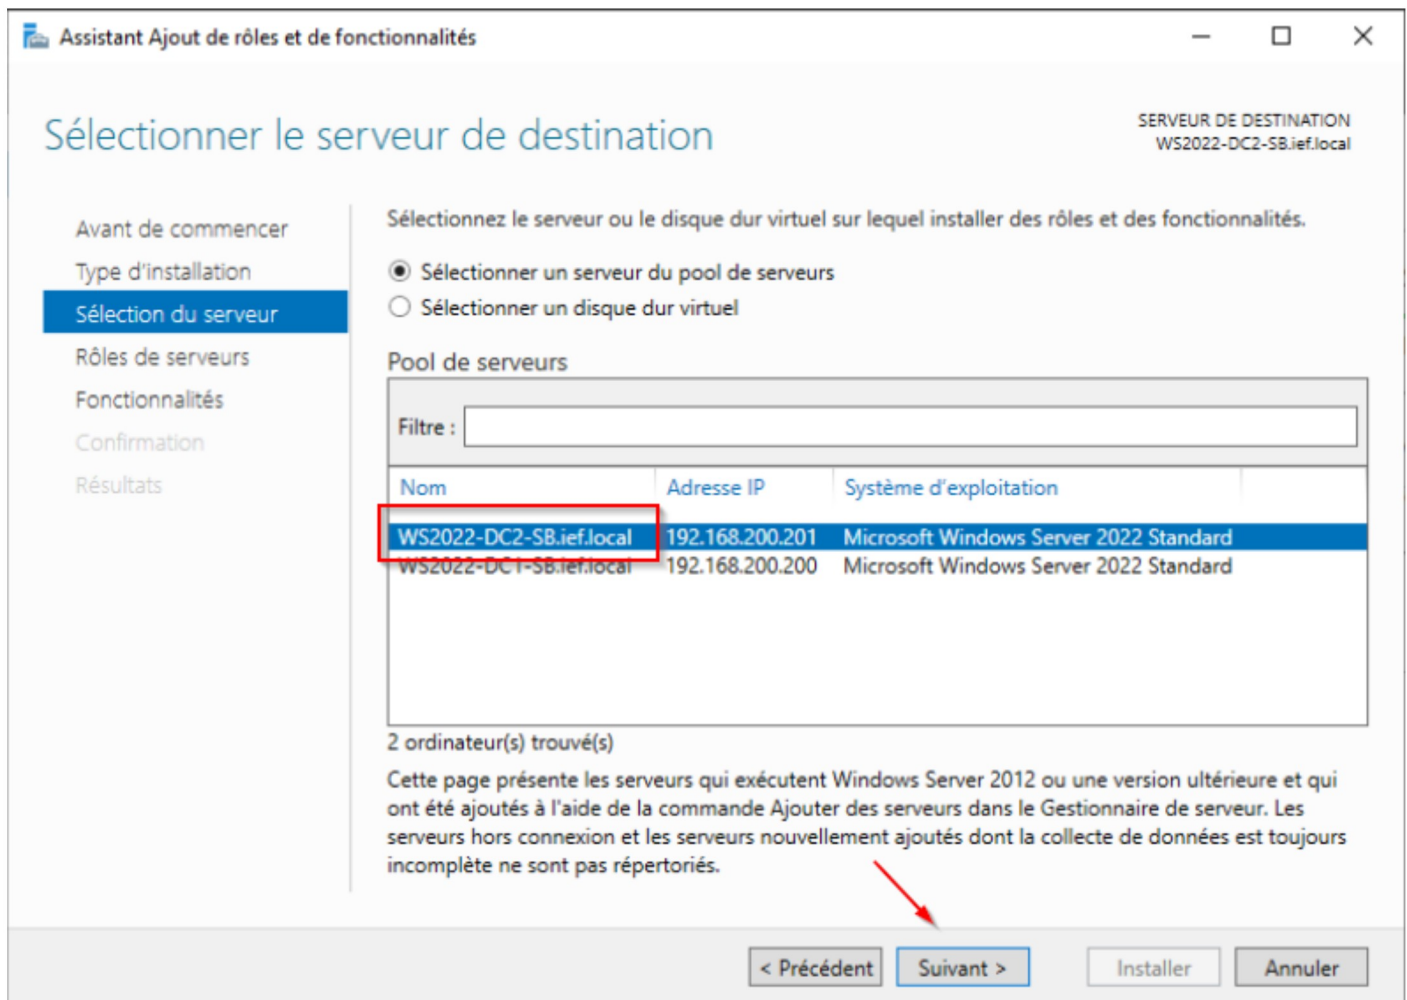 Assistant Ajout de rôles et de fonctionnalités
Sélectionner le serveur de destination
SERVEUR DE DESTINATION
WS2022-DC2-SB.ief.local
Avant de commencer
Type d'installation
Sélection du serveur
Rôles de serveurs
Fonctionnalités
Confirmation
Résultats
Sélectionnez le serveur ou le disque dur virtuel sur lequel installer des rôles et des fonctionnalités.
Sélectionner un serveur du pool de serveurs
Sélectionner un disque dur virtuel
Pool de serveurs
Filtre :
Nom Adresse IP Système d'exploitation
WS2022-DC2-SB.ief.local 192.168.200.201 Microsoft Windows Server 2022 Standard
WS2022-DC1-SB.ief.local 192.168.200.200 Microsoft Windows Server 2022 Standard
2 ordinateur(s) trouvé(s)
Cette page présente les serveurs qui exécutent Windows Server 2012 ou une version ultérieure et qui
ont été ajoutés à l'aide de la commande Ajouter des serveurs dans le Gestionnaire de serveur. Les
serveurs hors connexion et les serveurs nouvellement ajoutés dont la collecte de données est toujours
incomplète ne sont pas répertoriés.
< Précédent Suivant > Installer Annuler